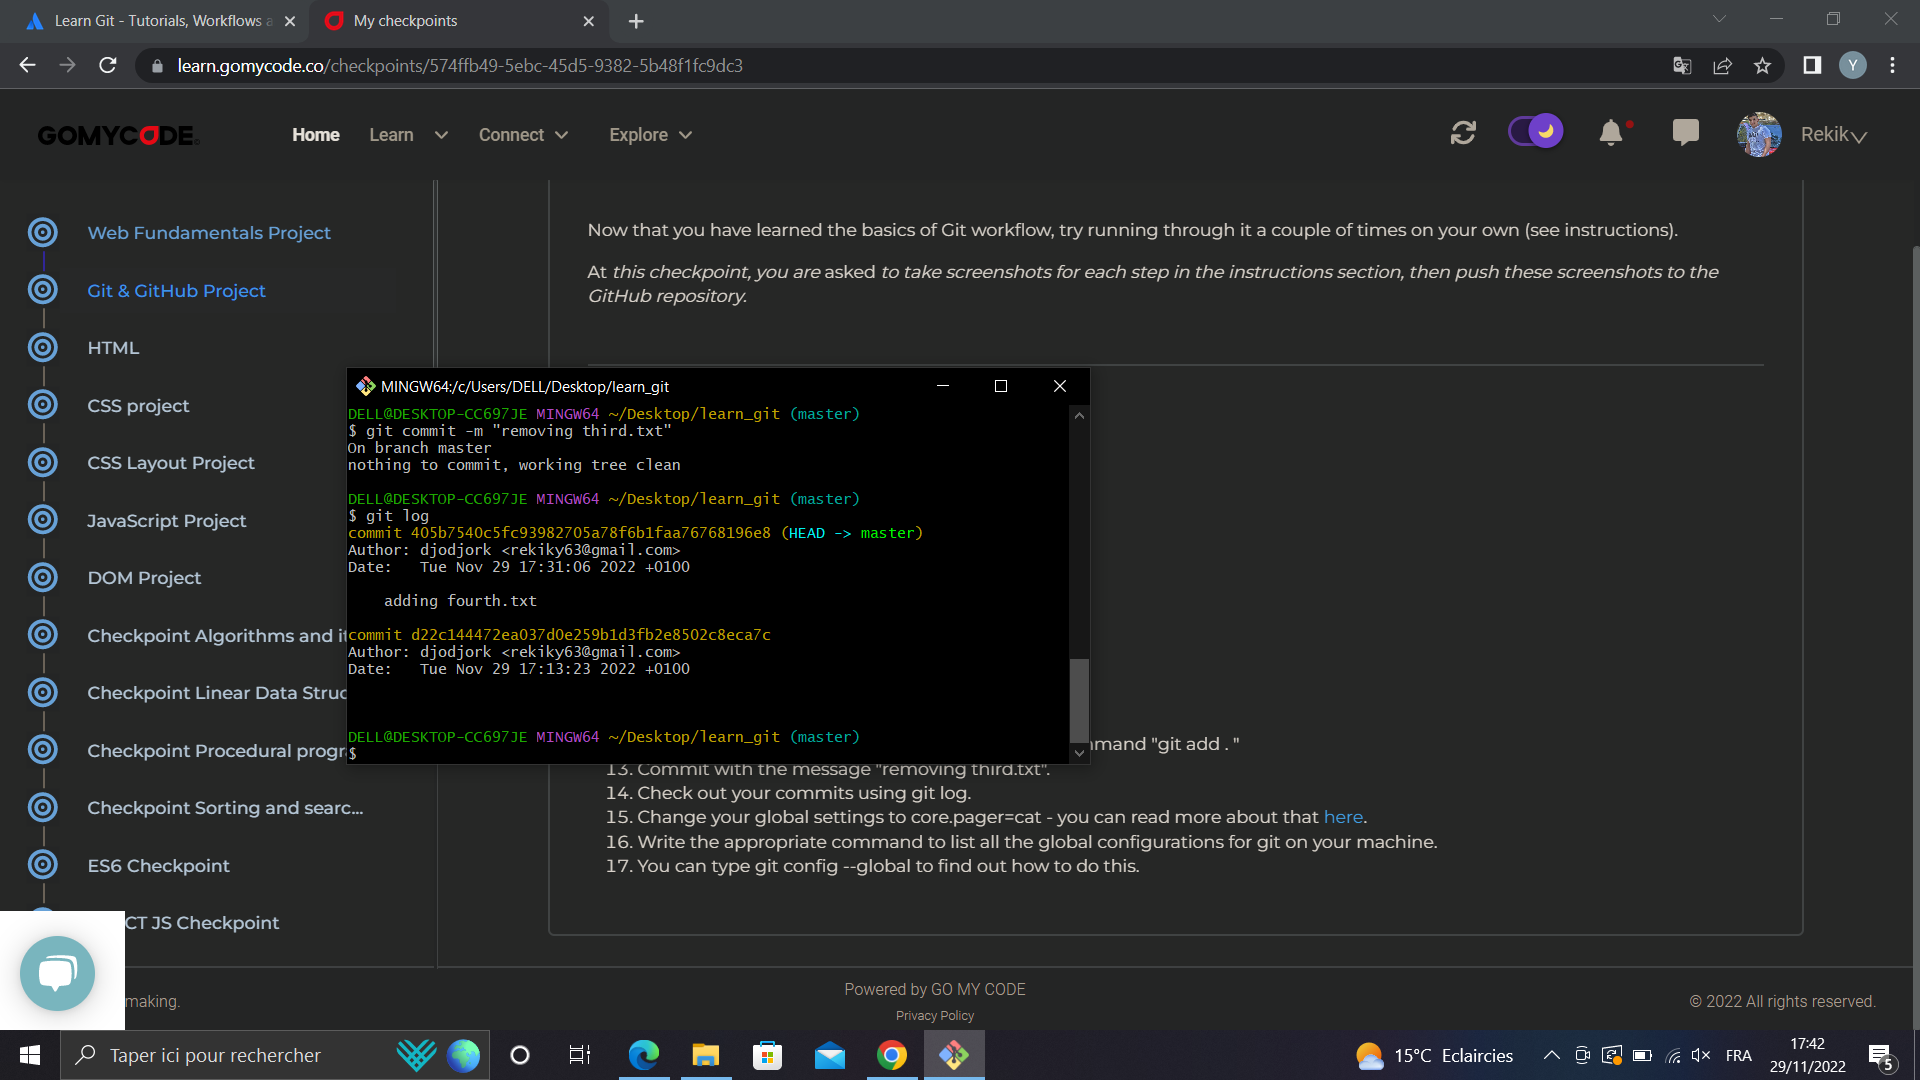 Learn Git - Tutorials, Workflows a
My checkpoints
learn.gomycode.co/checkpoints/574ffb49-5ebc-45d5-9382-5b48f1fc9dc3
Y
GOMYCODE
Home
Learn
Connect
Explore
Rekik
Web Fundamentals Project
Git & GitHub Project
HTML
CSS project
CSS Layout Project
JavaScript Project
DOM Project
Checkpoint Algorithms and it
Checkpoint Linear Data Struc
Checkpoint Procedural progra
Checkpoint Sorting and searc...
ES6 Checkpoint
CT JS Checkpoint
Now that you have learned the basics of Git workflow, try running through it a couple of times on your own (see instructions).
At this checkpoint, you are asked to take screenshots for each step in the instructions section, then push these screenshots to the
GitHub repository.
MINGW64:/c/Users/DELL/Desktop/learn_git
DELL@DESKTOP-CC697JE MINGW64 ~/Desktop/learn_git (master)
$ git commit -m "removing third.txt"
On branch master
nothing to commit, working tree clean
DELL@DESKTOP-CC697JE MINGW64 ~/Desktop/learn_git (master)
$ git log
commit 405b7540c5fc93982705a78f6b1faa76768196e8 (HEAD -> master)
Author: djodjork <rekiky63@gmail.com>
Date:   Tue Nov 29 17:31:06 2022 +0100
adding fourth.txt
commit d22c144472ea037d0e259b1d3fb2e8502c8eca7c
Author: djodjork <rekiky63@gmail.com>
Date:   Tue Nov 29 17:13:23 2022 +0100
DELL@DESKTOP-CC697JE MINGW64 ~/Desktop/learn_git (master)
$
mmand "git add . "
13. Commit with the message "removing third.txt".
14. Check out your commits using git log.
15. Change your global settings to core.pager=cat - you can read more about that here.
16. Write the appropriate command to list all the global configurations for git on your machine.
17. You can type git config --global to find out how to do this.
making.
Powered by GO MY CODE
Privacy Policy
© 2022 All rights reserved.
Taper ici pour rechercher
15°C Eclaircies
FRA
17:42
29/11/2022
5